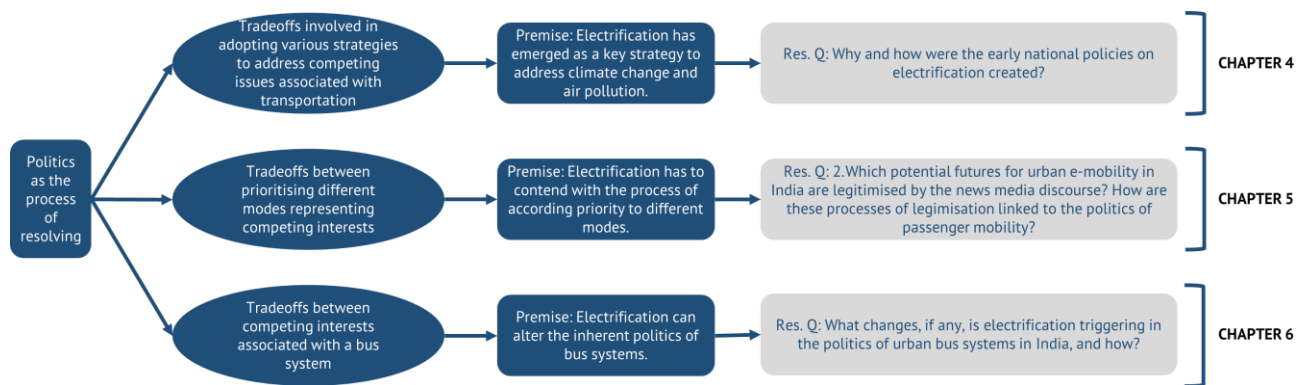 Politics
as the
process
of
resolving
Tradeoffs involved in
adopting various strategies
to address competing
issues associated with
transportation
Premise: Electrification has
emerged as a key strategy to
address climate change and
air pollution.
Res. Q: Why and how were the early national policies on
electrification created?
CHAPTER 4
Tradeoffs between
prioritising different
modes representing
competing interests
Premise: Electrification has to
contend with the process of
according priority to different
modes.
Res. Q: 2.Which potential futures for urban e-mobility in
India are legitimised by the news media discourse? How are
these processes of legimisation linked to the politics of
passenger mobility?
CHAPTER 5
Tradeoffs between
competing interests
associated with a bus
system
Premise: Electrification can
alter the inherent politics of
bus systems.
Res. Q: What changes, if any, is electrification triggering in
the politics of urban bus systems in India, and how?
CHAPTER 6